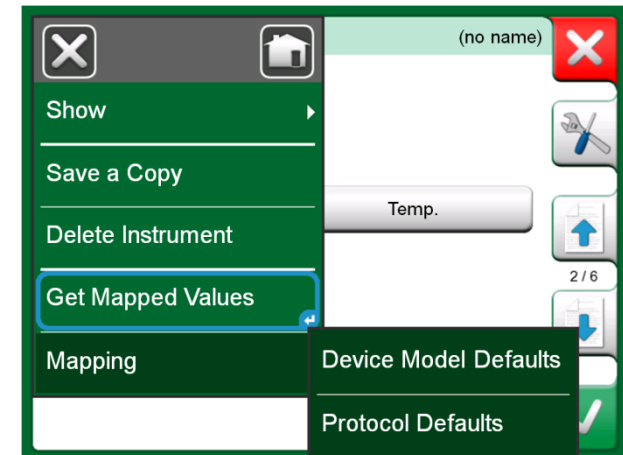 (no name)
Show
Save a Copy
Temp.
Delete Instrument
2 / 6
Get Mapped Values
Mapping
Device Model Defaults
Protocol Defaults